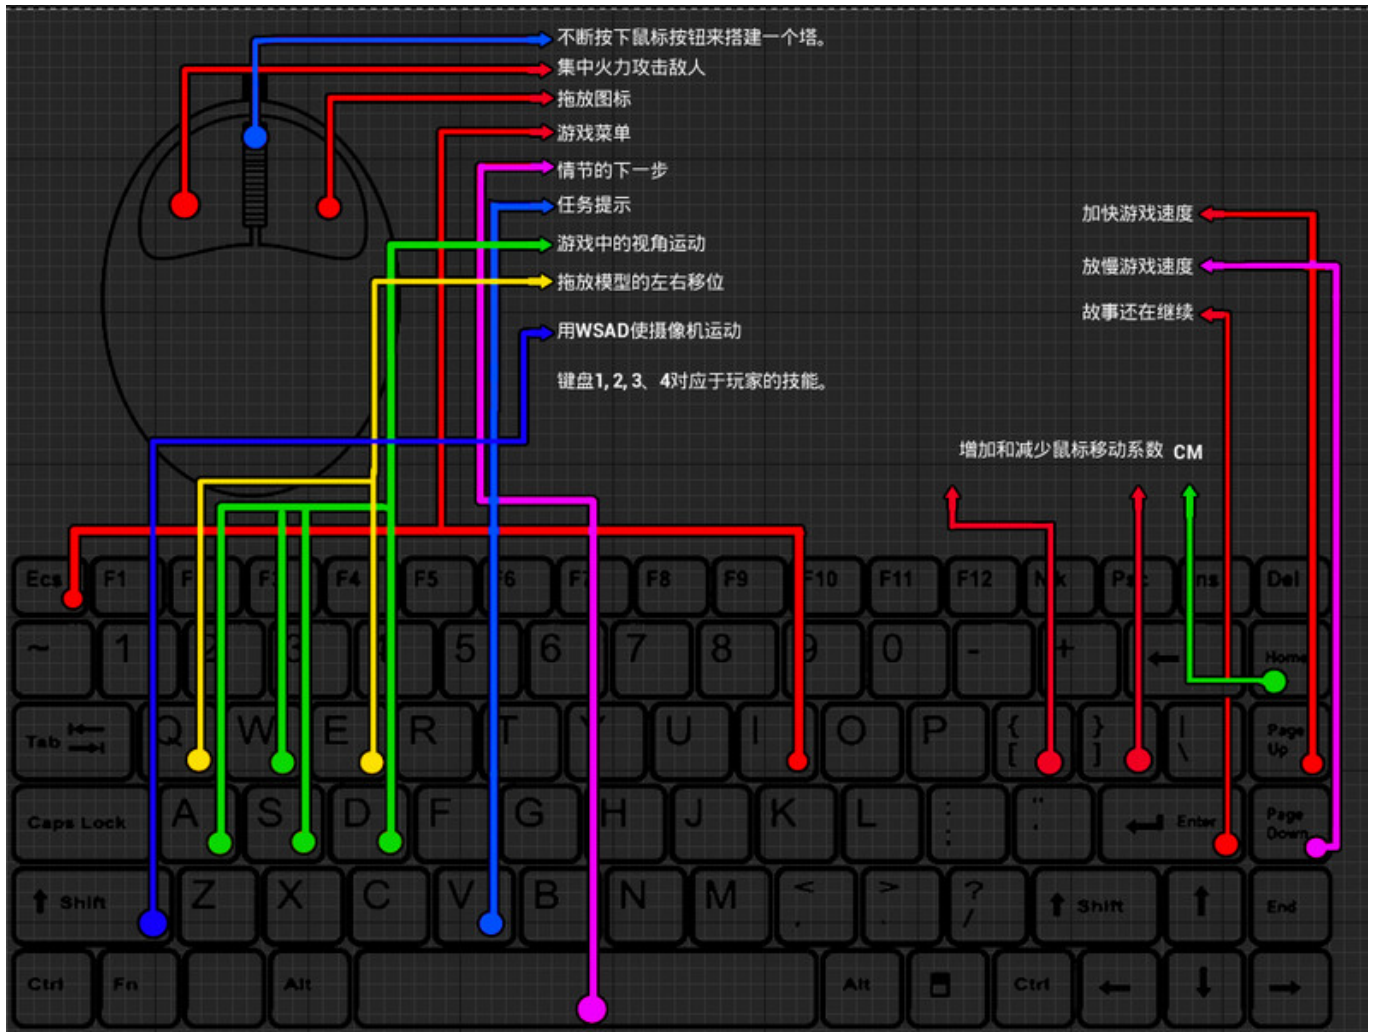 不断按下鼠标按钮来搭建一个塔。
集中火力攻击敌人
拖放图标
游戏菜单
情节的下一步
任务提示
游戏中的视角运动
拖放模型的左右移位
用WSAD使摄像机运动
键盘1, 2, 3、4对应于玩家的技能。
加快游戏速度
放慢游戏速度
故事还在继续
增加和减少鼠标移动系数 CM
Ecs F1 F4 F5 F8 F9 F10 F11 F12 Del
~ 1 5 6 7 8 9 0 - + ← Home
Tab Q W E R T Y U I O P { [ } ] | \ Page Up
Caps Lock A S D F G H J K L : ; " ' Enter Page Down
Shift Z X C V B N M < , > . ? / Shift ↑ End
Ctrl Fn Alt Alt Ctrl ← ↓ →